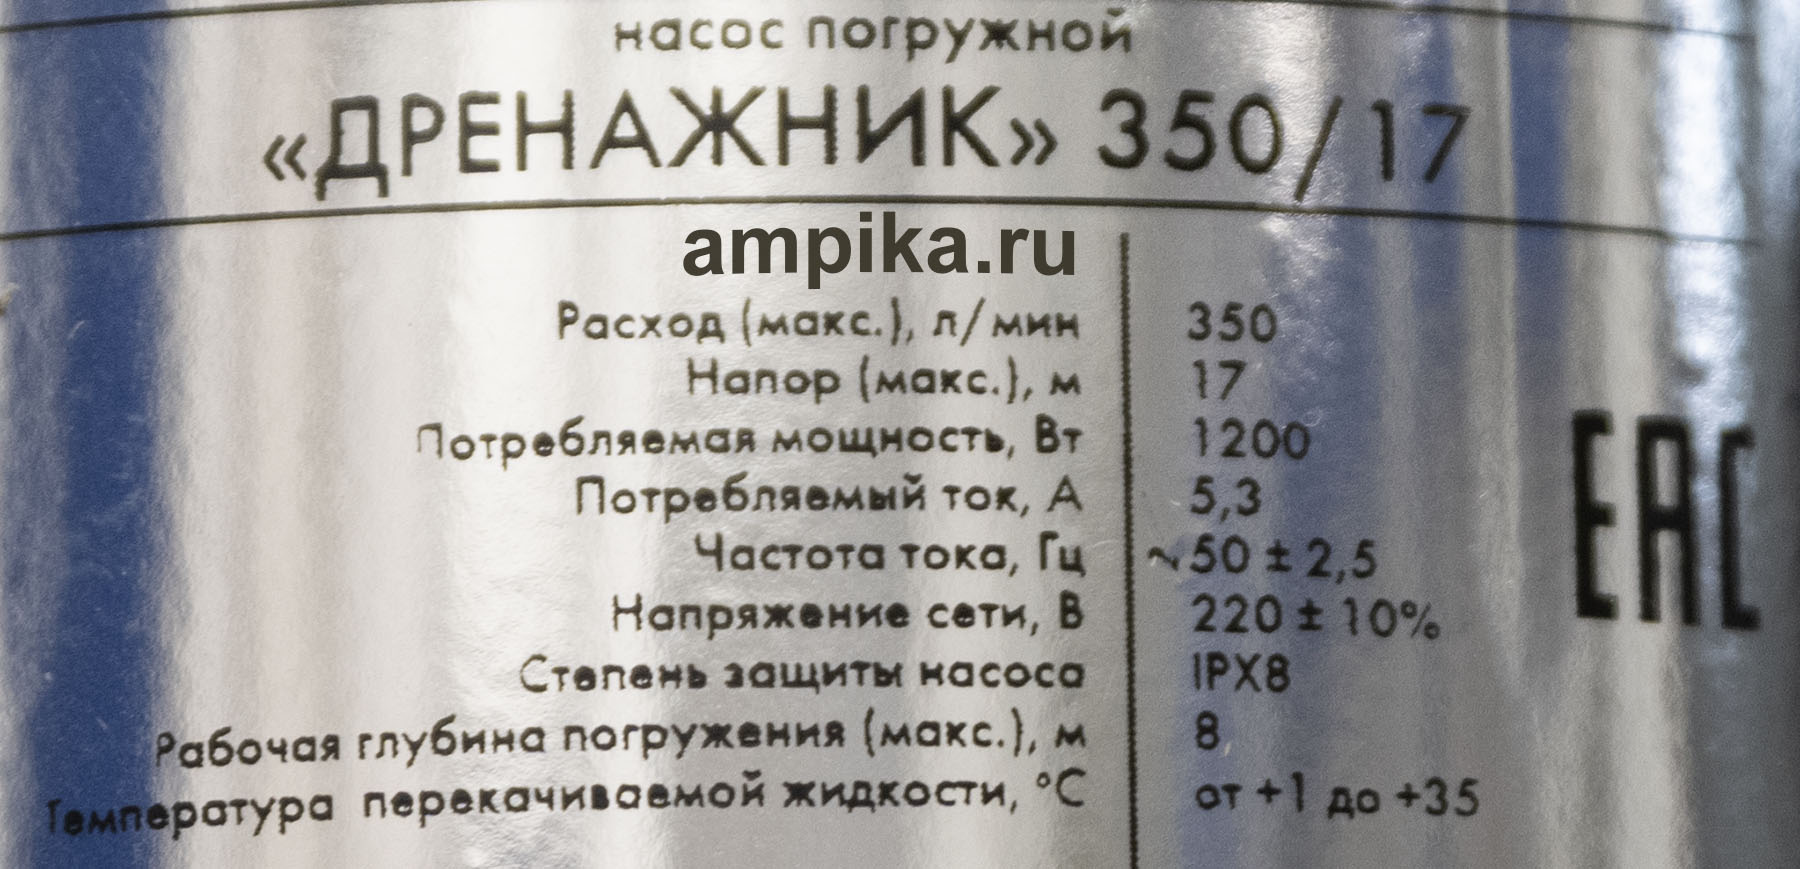 насос погружной
«ДРЕНАЖНИК» 350/17
ampika.ru
Расход (макс.), л/мин 350
Напор (макс.), м 17
Потребляемая мощность, Вт 1200
Потребляемый ток, А 5,3
Частота тока, Гц ~50 ± 2,5
Напряжение сети, В 220 ± 10%
Степень защиты насоса IPX8
Рабочая глубина погружения (макс.), м 8
Температура перекачиваемой жидкости, °С от +1 до +35
EAC